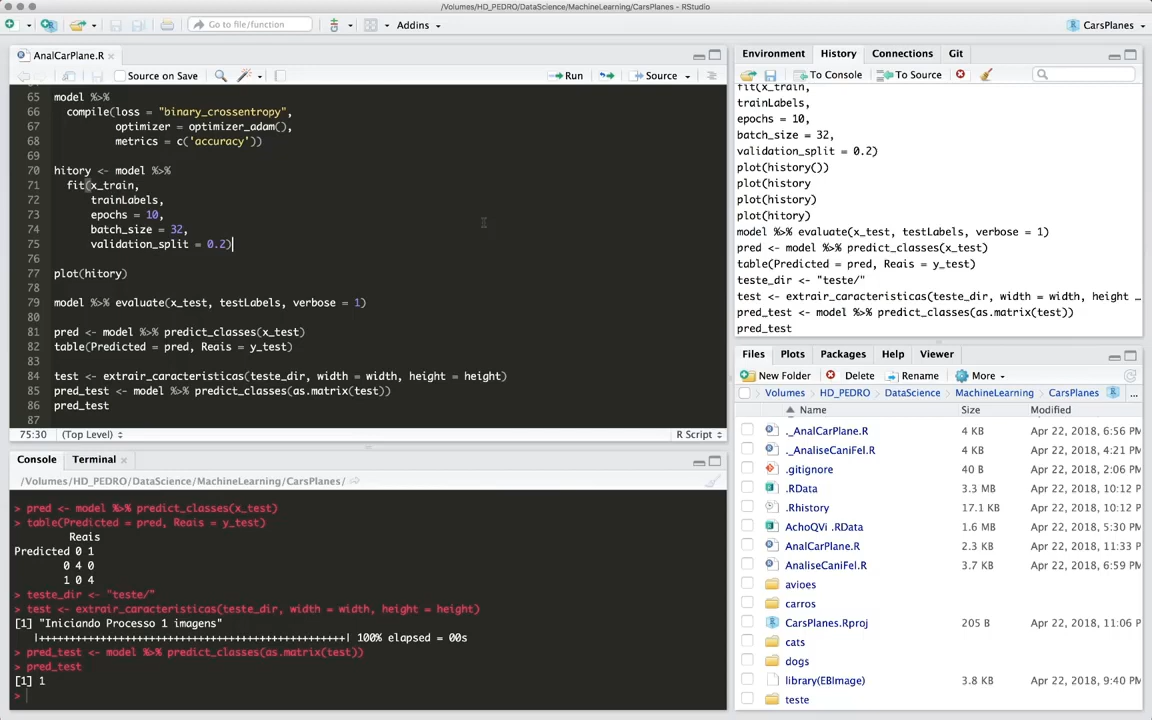 /Volumes/HD_PEDRO/DataScience/MachineLearning/CarsPlanes - RStudio
Go to file/function
Addins
CarsPlanes
AnalCarPlane.R
Source on Save
Run
Source
65 model %>%
66 compile(loss = "binary_crossentropy",
67 optimizer = optimizer_adam(),
68 metrics = c('accuracy'))
69
70 hitory <- model %>%
71 fit(x_train,
72 trainLabels,
73 epochs = 10,
74 batch_size = 32,
75 validation_split = 0.2)
76
77 plot(hitory)
78
79 model %>% evaluate(x_test, testLabels, verbose = 1)
80
81 pred <- model %>% predict_classes(x_test)
82 table(Predicted = pred, Reais = y_test)
83
84 test <- extrair_caracteristicas(teste_dir, width = width, height = height)
85 pred_test <- model %>% predict_classes(as.matrix(test))
86 pred_test
87
75:30 (Top Level) R Script
Console Terminal
/Volumes/HD_PEDRO/DataScience/MachineLearning/CarsPlanes/
> pred <- model %>% predict_classes(x_test)
> table(Predicted = pred, Reais = y_test)
Reais
Predicted 0 1
0 4 0
1 0 4
> teste_dir <- "teste/"
> test <- extrair_caracteristicas(teste_dir, width = width, height = height)
[1] "Iniciando Processo 1 imagens"
|++++++++++++++++++++++++++++++++++++++++++++++++++| 100% elapsed = 00s
> pred_test <- model %>% predict_classes(as.matrix(test))
> pred_test
[1] 1
>
Environment History Connections Git
To Console To Source
fit(x_train,
trainLabels,
epochs = 10,
batch_size = 32,
validation_split = 0.2)
plot(history())
plot(history
plot(history)
plot(hitory)
model %>% evaluate(x_test, testLabels, verbose = 1)
pred <- model %>% predict_classes(x_test)
table(Predicted = pred, Reais = y_test)
teste_dir <- "teste/"
test <- extrair_caracteristicas(teste_dir, width = width, height ...
pred_test <- model %>% predict_classes(as.matrix(test))
pred_test
Files Plots Packages Help Viewer
New Folder Delete Rename More
Volumes HD_PEDRO DataScience MachineLearning CarsPlanes ...
Name Size Modified
._AnalCarPlane.R 4 KB Apr 22, 2018, 6:56 PM
._AnaliseCaniFel.R 4 KB Apr 22, 2018, 4:21 PM
.gitignore 40 B Apr 22, 2018, 2:06 PM
.RData 3.3 MB Apr 22, 2018, 10:12 P
.Rhistory 17.1 KB Apr 22, 2018, 10:12 P
AchoQVi .RData 1.6 MB Apr 22, 2018, 5:30 PM
AnalCarPlane.R 2.3 KB Apr 22, 2018, 11:33 P
AnaliseCaniFel.R 3.7 KB Apr 22, 2018, 6:59 PM
avioes
carros
CarsPlanes.Rproj 205 B Apr 22, 2018, 11:06 P
cats
dogs
library(EBImage) 3.8 KB Apr 22, 2018, 9:40 PM
teste